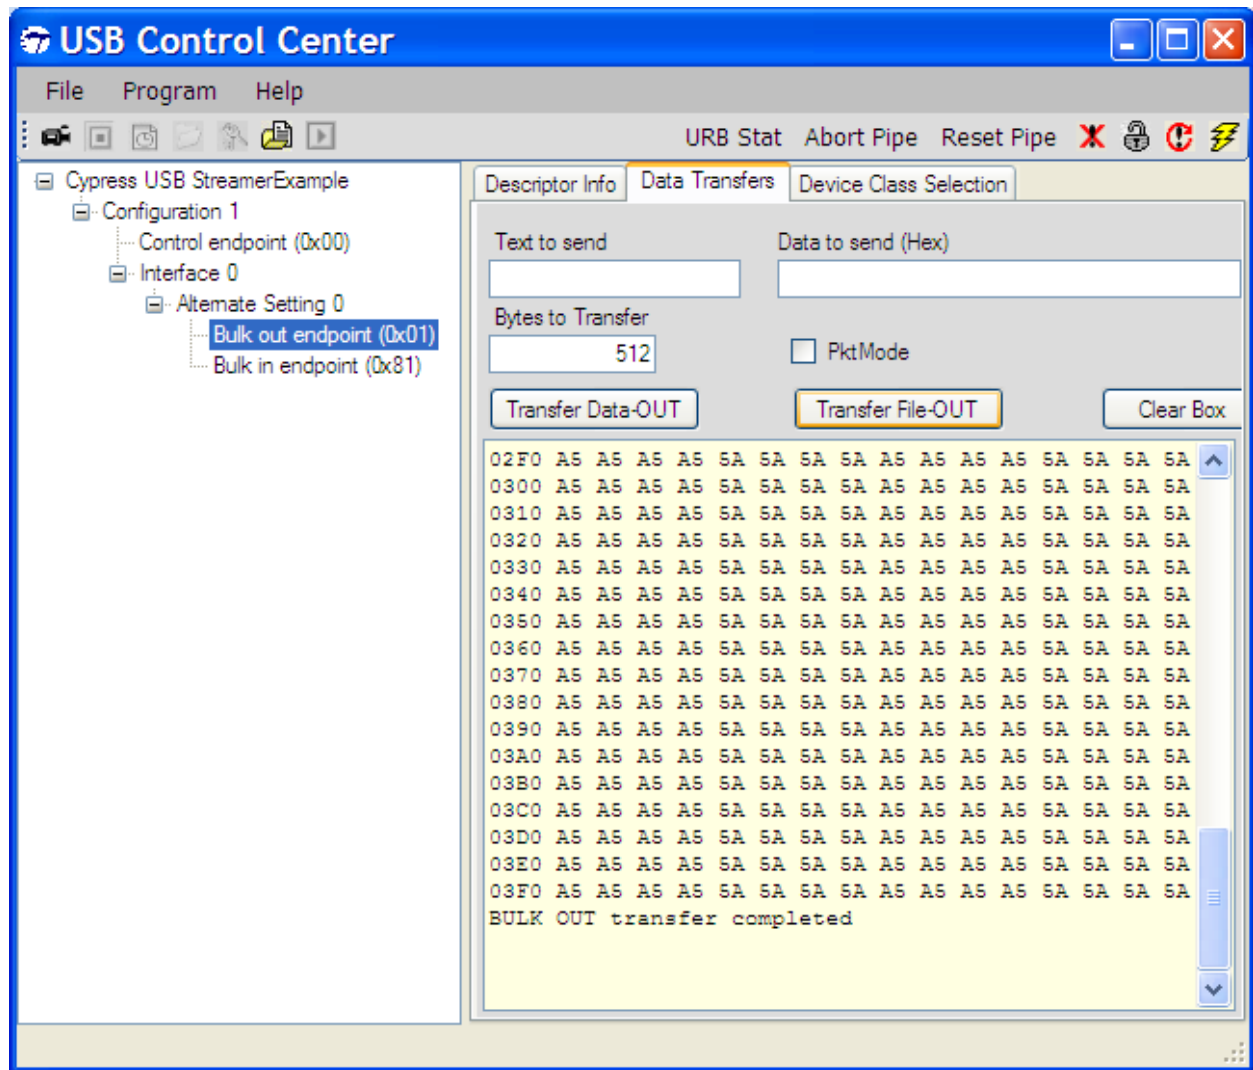 USB Control Center
File Program Help
URB Stat Abort Pipe Reset Pipe
Cypress USB StreamerExample
Configuration 1
Control endpoint (0x00)
Interface 0
Alternate Setting 0
Bulk out endpoint (0x01)
Bulk in endpoint (0x81)
Descriptor Info Data Transfers Device Class Selection
Text to send Data to send (Hex)
Bytes to Transfer
512 PktMode
Transfer Data-OUT Transfer File-OUT Clear Box
02F0 A5 A5 A5 A5 5A 5A 5A 5A A5 A5 A5 A5 5A 5A 5A 5A
0300 A5 A5 A5 A5 5A 5A 5A 5A A5 A5 A5 A5 5A 5A 5A 5A
0310 A5 A5 A5 A5 5A 5A 5A 5A A5 A5 A5 A5 5A 5A 5A 5A
0320 A5 A5 A5 A5 5A 5A 5A 5A A5 A5 A5 A5 5A 5A 5A 5A
0330 A5 A5 A5 A5 5A 5A 5A 5A A5 A5 A5 A5 5A 5A 5A 5A
0340 A5 A5 A5 A5 5A 5A 5A 5A A5 A5 A5 A5 5A 5A 5A 5A
0350 A5 A5 A5 A5 5A 5A 5A 5A A5 A5 A5 A5 5A 5A 5A 5A
0360 A5 A5 A5 A5 5A 5A 5A 5A A5 A5 A5 A5 5A 5A 5A 5A
0370 A5 A5 A5 A5 5A 5A 5A 5A A5 A5 A5 A5 5A 5A 5A 5A
0380 A5 A5 A5 A5 5A 5A 5A 5A A5 A5 A5 A5 5A 5A 5A 5A
0390 A5 A5 A5 A5 5A 5A 5A 5A A5 A5 A5 A5 5A 5A 5A 5A
03A0 A5 A5 A5 A5 5A 5A 5A 5A A5 A5 A5 A5 5A 5A 5A 5A
03B0 A5 A5 A5 A5 5A 5A 5A 5A A5 A5 A5 A5 5A 5A 5A 5A
03C0 A5 A5 A5 A5 5A 5A 5A 5A A5 A5 A5 A5 5A 5A 5A 5A
03D0 A5 A5 A5 A5 5A 5A 5A 5A A5 A5 A5 A5 5A 5A 5A 5A
03E0 A5 A5 A5 A5 5A 5A 5A 5A A5 A5 A5 A5 5A 5A 5A 5A
03F0 A5 A5 A5 A5 5A 5A 5A 5A A5 A5 A5 A5 5A 5A 5A 5A
BULK OUT transfer completed